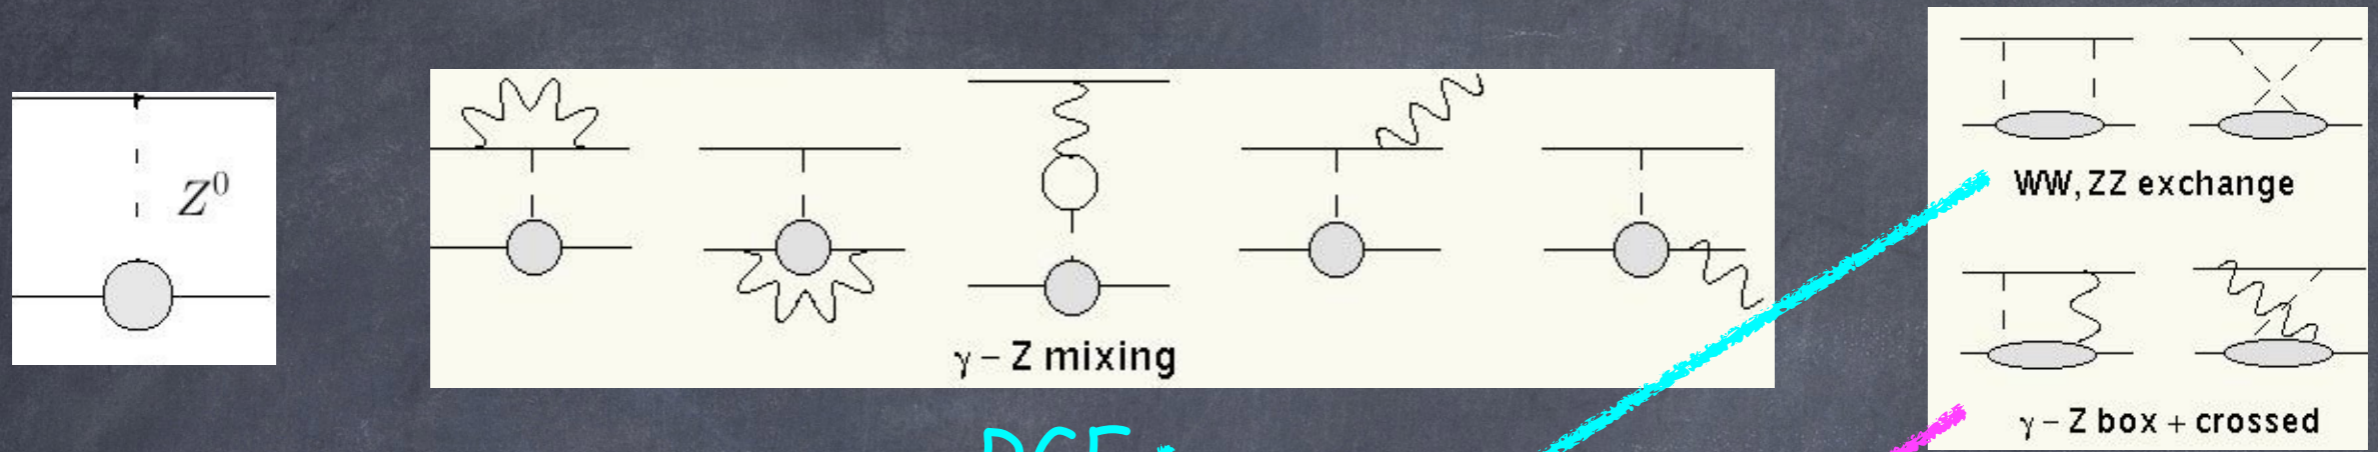 Z⁰
γ – Z mixing
WW, ZZ exchange
γ – Z box + crossed